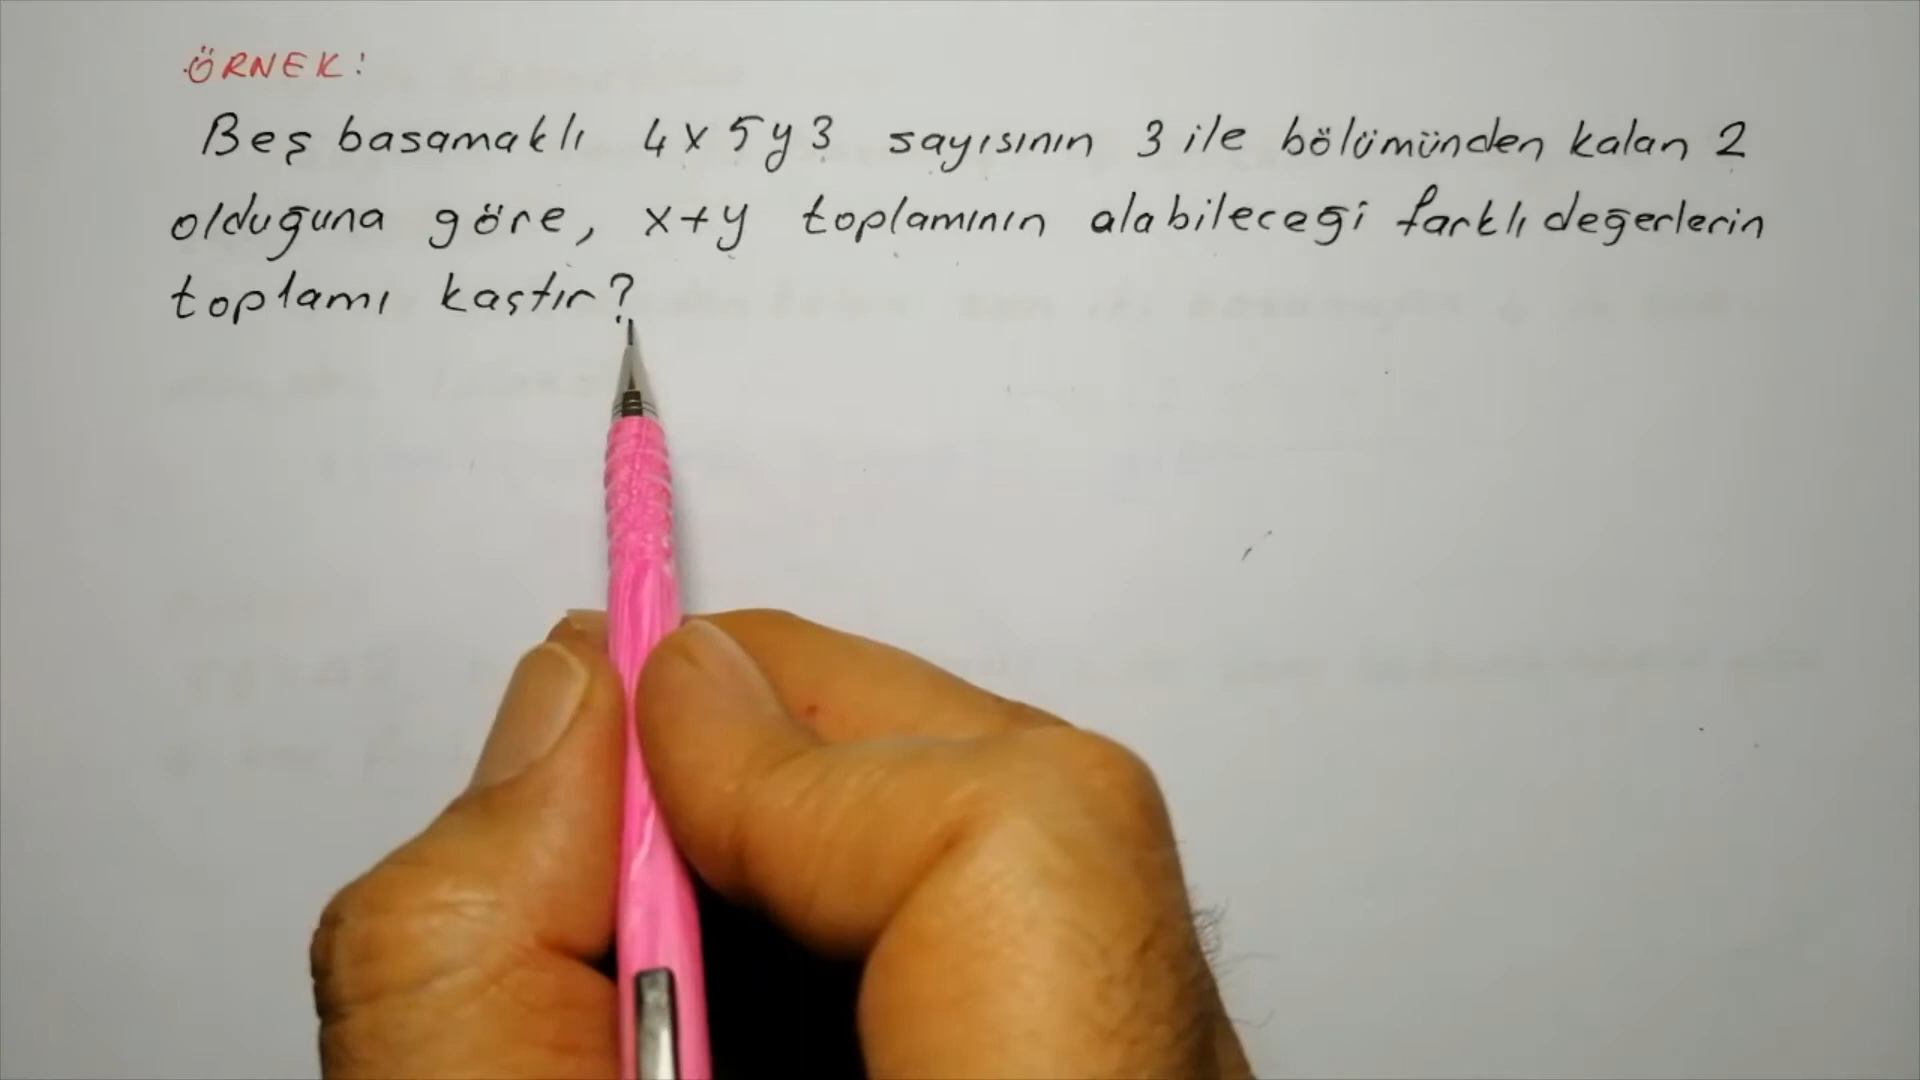 ÖRNEK:
Beş basamaklı 4x5y3 sayısının 3 ile bölümünden kalan 2
olduğuna göre, x+y toplamının alabileceği farklı değerlerin
toplamı kaçtır?